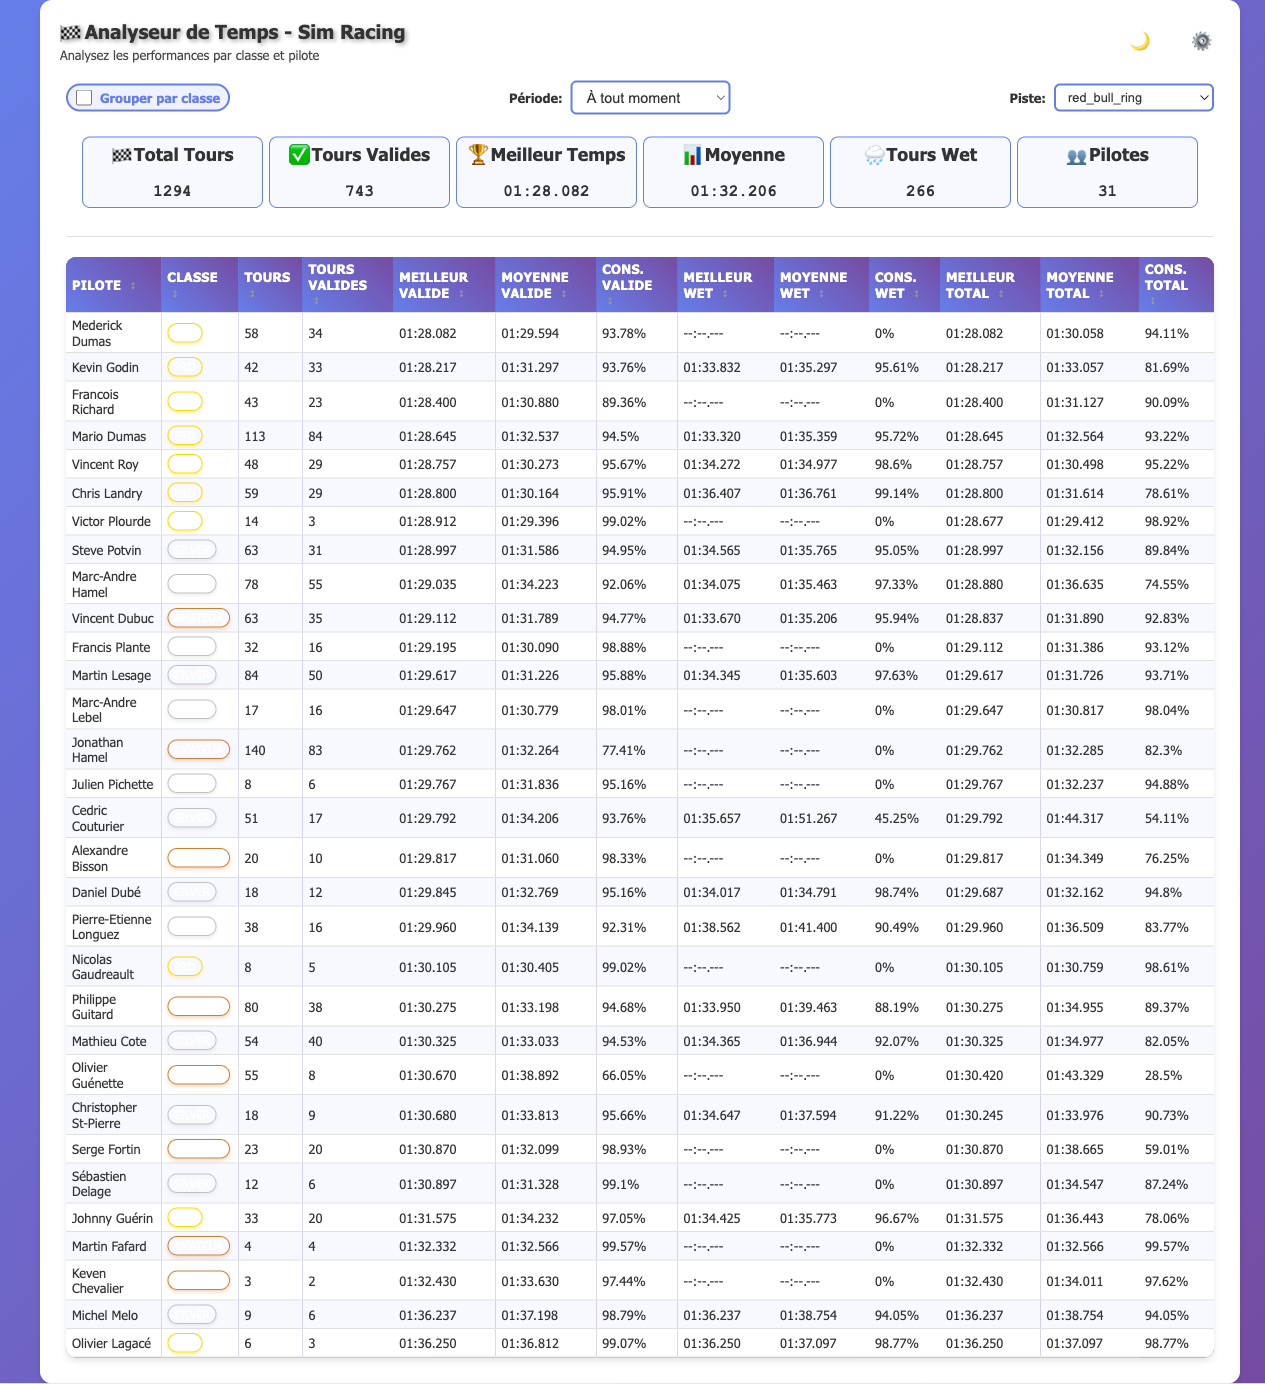 Analyseur de Temps - Sim Racing
Analysez les performances par classe et pilote
Grouper par classe
Période: À tout moment
Piste: red_bull_ring
Total Tours
1294
Tours Valides
743
Meilleur Temps
01:28.082
Moyenne
01:32.206
Tours Wet
266
Pilotes
31
PILOTE CLASSE TOURS TOURS VALIDES MEILLEUR VALIDE MOYENNE VALIDE CONS. VALIDE MEILLEUR WET MOYENNE WET CONS. WET MEILLEUR TOTAL MOYENNE TOTAL CONS. TOTAL
Mederick Dumas 58 34 01:28.082 01:29.594 93.78% --:--.--- --:--.--- 0% 01:28.082 01:30.058 94.11%
Kevin Godin 42 33 01:28.217 01:31.297 93.76% 01:33.832 01:35.297 95.61% 01:28.217 01:33.057 81.69%
Francois Richard 43 23 01:28.400 01:30.880 89.36% --:--.--- --:--.--- 0% 01:28.400 01:31.127 90.09%
Mario Dumas 113 84 01:28.645 01:32.537 94.5% 01:33.320 01:35.359 95.72% 01:28.645 01:32.564 93.22%
Vincent Roy 48 29 01:28.757 01:30.273 95.67% 01:34.272 01:34.977 98.6% 01:28.757 01:30.498 95.22%
Chris Landry 59 29 01:28.800 01:30.164 95.91% 01:36.407 01:36.761 99.14% 01:28.800 01:31.614 78.61%
Victor Plourde 14 3 01:28.912 01:29.396 99.02% --:--.--- --:--.--- 0% 01:28.677 01:29.412 98.92%
Steve Potvin 63 31 01:28.997 01:31.586 94.95% 01:34.565 01:35.765 95.05% 01:28.997 01:32.156 89.84%
Marc-Andre Hamel 78 55 01:29.035 01:34.223 92.06% 01:34.075 01:35.463 97.33% 01:28.880 01:36.635 74.55%
Vincent Dubuc 63 35 01:29.112 01:31.789 94.77% 01:33.670 01:35.206 95.94% 01:28.837 01:31.890 92.83%
Francis Plante 32 16 01:29.195 01:30.090 98.88% --:--.--- --:--.--- 0% 01:29.112 01:31.386 93.12%
Martin Lesage 84 50 01:29.617 01:31.226 95.88% 01:34.345 01:35.603 97.63% 01:29.617 01:31.726 93.71%
Marc-Andre Lebel 17 16 01:29.647 01:30.779 98.01% --:--.--- --:--.--- 0% 01:29.647 01:30.817 98.04%
Jonathan Hamel 140 83 01:29.762 01:32.264 77.41% --:--.--- --:--.--- 0% 01:29.762 01:32.285 82.3%
Julien Pichette 8 6 01:29.767 01:31.836 95.16% --:--.--- --:--.--- 0% 01:29.767 01:32.237 94.88%
Cedric Couturier 51 17 01:29.792 01:34.206 93.76% 01:35.657 01:51.267 45.25% 01:29.792 01:44.317 54.11%
Alexandre Bisson 20 10 01:29.817 01:31.060 98.33% --:--.--- --:--.--- 0% 01:29.817 01:34.349 76.25%
Daniel Dubé 18 12 01:29.845 01:32.769 95.16% 01:34.017 01:34.791 98.74% 01:29.687 01:32.162 94.8%
Pierre-Etienne Longuez 38 16 01:29.960 01:34.139 92.31% 01:38.562 01:41.400 90.49% 01:29.960 01:36.509 83.77%
Nicolas Gaudreault 8 5 01:30.105 01:30.405 99.02% --:--.--- --:--.--- 0% 01:30.105 01:30.759 98.61%
Philippe Guitard 80 38 01:30.275 01:33.198 94.68% 01:33.950 01:39.463 88.19% 01:30.275 01:34.955 89.37%
Mathieu Cote 54 40 01:30.325 01:33.033 94.53% 01:34.365 01:36.944 92.07% 01:30.325 01:34.977 82.05%
Olivier Guénette 55 8 01:30.670 01:38.892 66.05% --:--.--- --:--.--- 0% 01:30.420 01:43.329 28.5%
Christopher St-Pierre 18 9 01:30.680 01:33.813 95.66% 01:34.647 01:37.594 91.22% 01:30.245 01:33.976 90.73%
Serge Fortin 23 20 01:30.870 01:32.099 98.93% --:--.--- --:--.--- 0% 01:30.870 01:38.665 59.01%
Sébastien Delage 12 6 01:30.897 01:31.328 99.1% --:--.--- --:--.--- 0% 01:30.897 01:34.547 87.24%
Johnny Guérin 33 20 01:31.575 01:34.232 97.05% 01:34.425 01:35.773 96.67% 01:31.575 01:36.443 78.06%
Martin Fafard 4 4 01:32.332 01:32.566 99.57% --:--.--- --:--.--- 0% 01:32.332 01:32.566 99.57%
Keven Chevalier 3 2 01:32.430 01:33.630 97.44% --:--.--- --:--.--- 0% 01:32.430 01:34.011 97.62%
Michel Melo 9 6 01:36.237 01:37.198 98.79% 01:36.237 01:38.754 94.05% 01:36.237 01:38.754 94.05%
Olivier Lagacé 6 3 01:36.250 01:36.812 99.07% 01:36.250 01:37.097 98.77% 01:36.250 01:37.097 98.77%